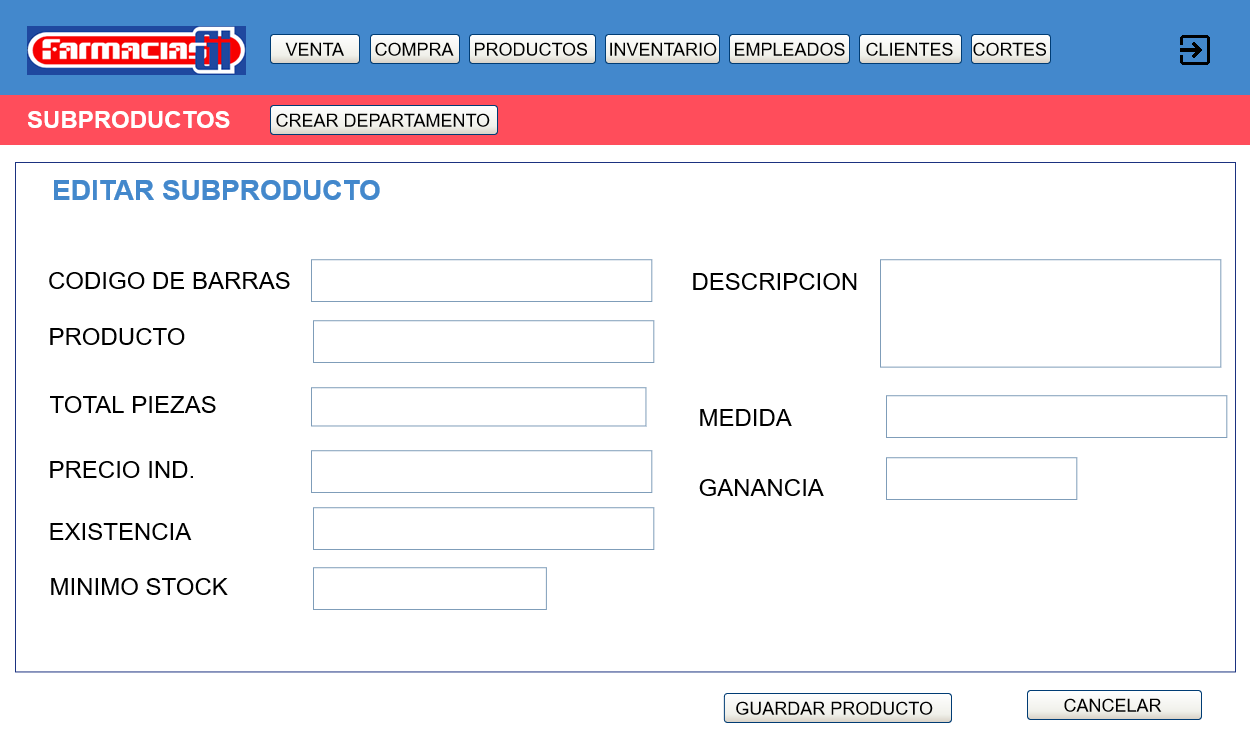 Farmacias GI
VENTA COMPRA PRODUCTOS INVENTARIO EMPLEADOS CLIENTES CORTES
SUBPRODUCTOS CREAR DEPARTAMENTO
EDITAR SUBPRODUCTO
CODIGO DE BARRAS
PRODUCTO
TOTAL PIEZAS
PRECIO IND.
EXISTENCIA
MINIMO STOCK
DESCRIPCION
MEDIDA
GANANCIA
GUARDAR PRODUCTO CANCELAR